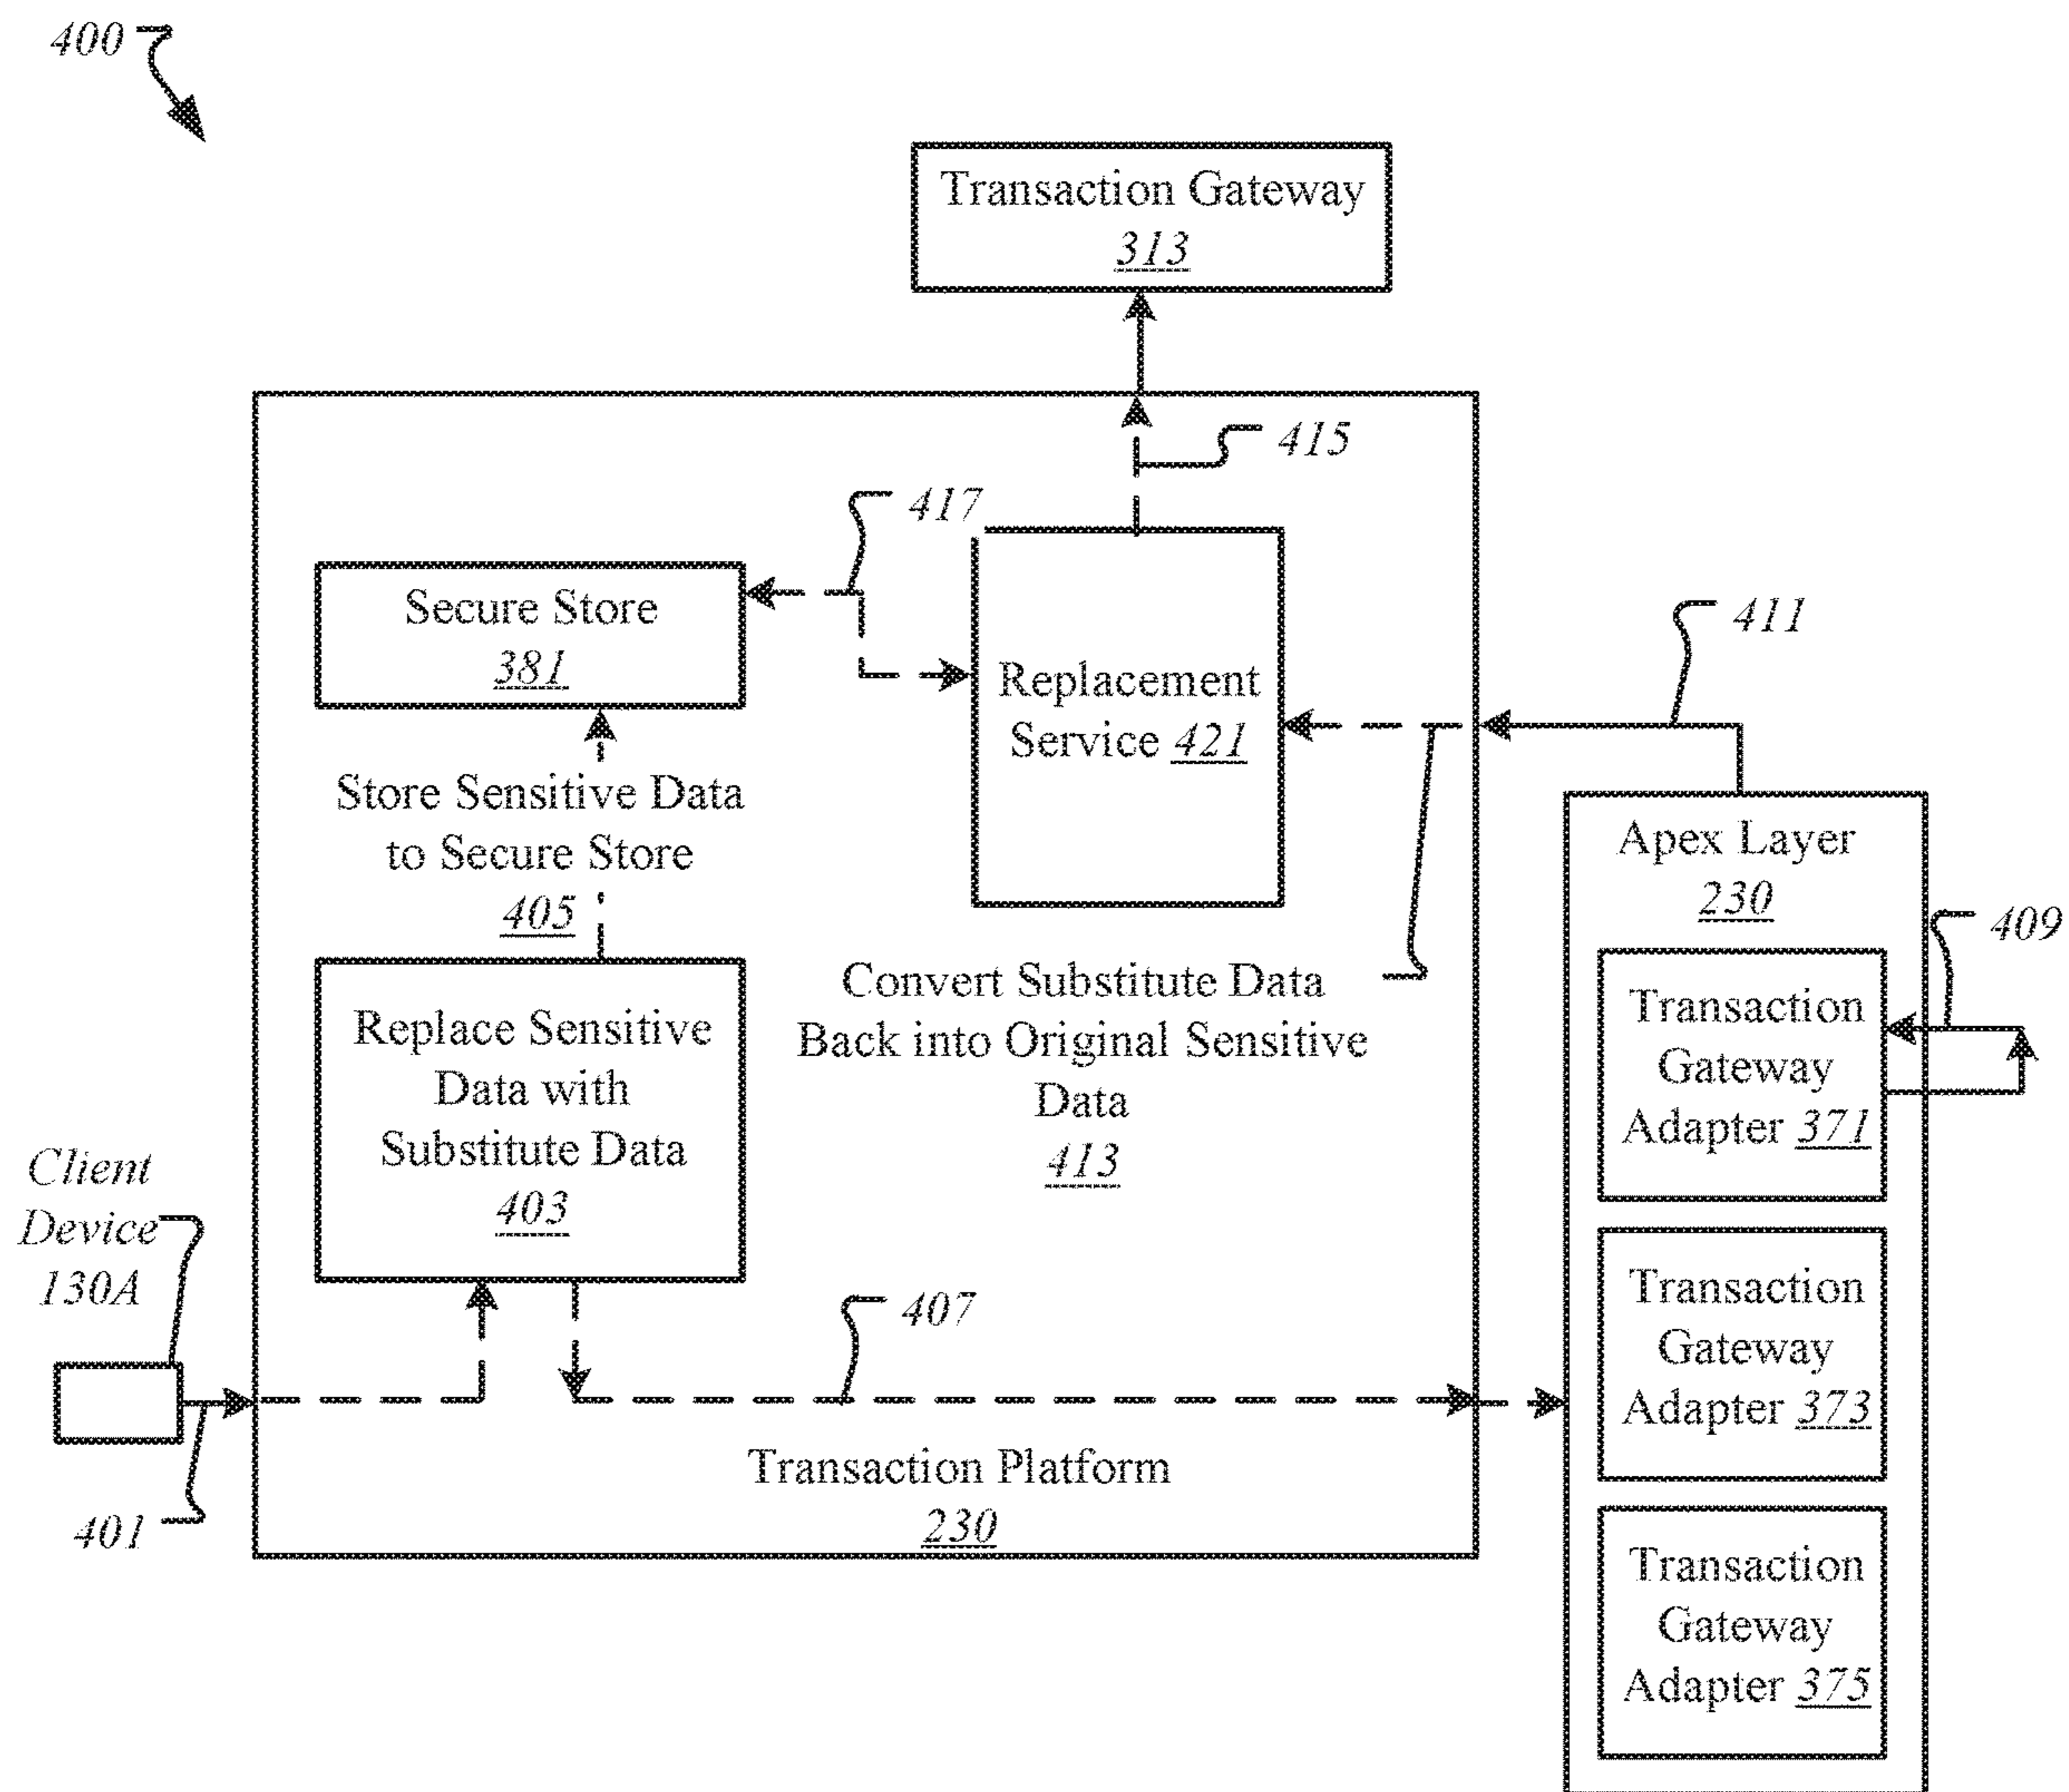 400
Transaction Gateway
313
415
417
Secure Store
381
Replacement
Service 421
411
Store Sensitive Data
to Secure Store
405
Apex Layer
230
409
Convert Substitute Data
Back into Original Sensitive
Data
413
Transaction
Gateway
Adapter 371
Replace Sensitive
Data with
Substitute Data
403
Client
Device
130A
407
Transaction
Gateway
Adapter 373
401
Transaction Platform
230
Transaction
Gateway
Adapter 375